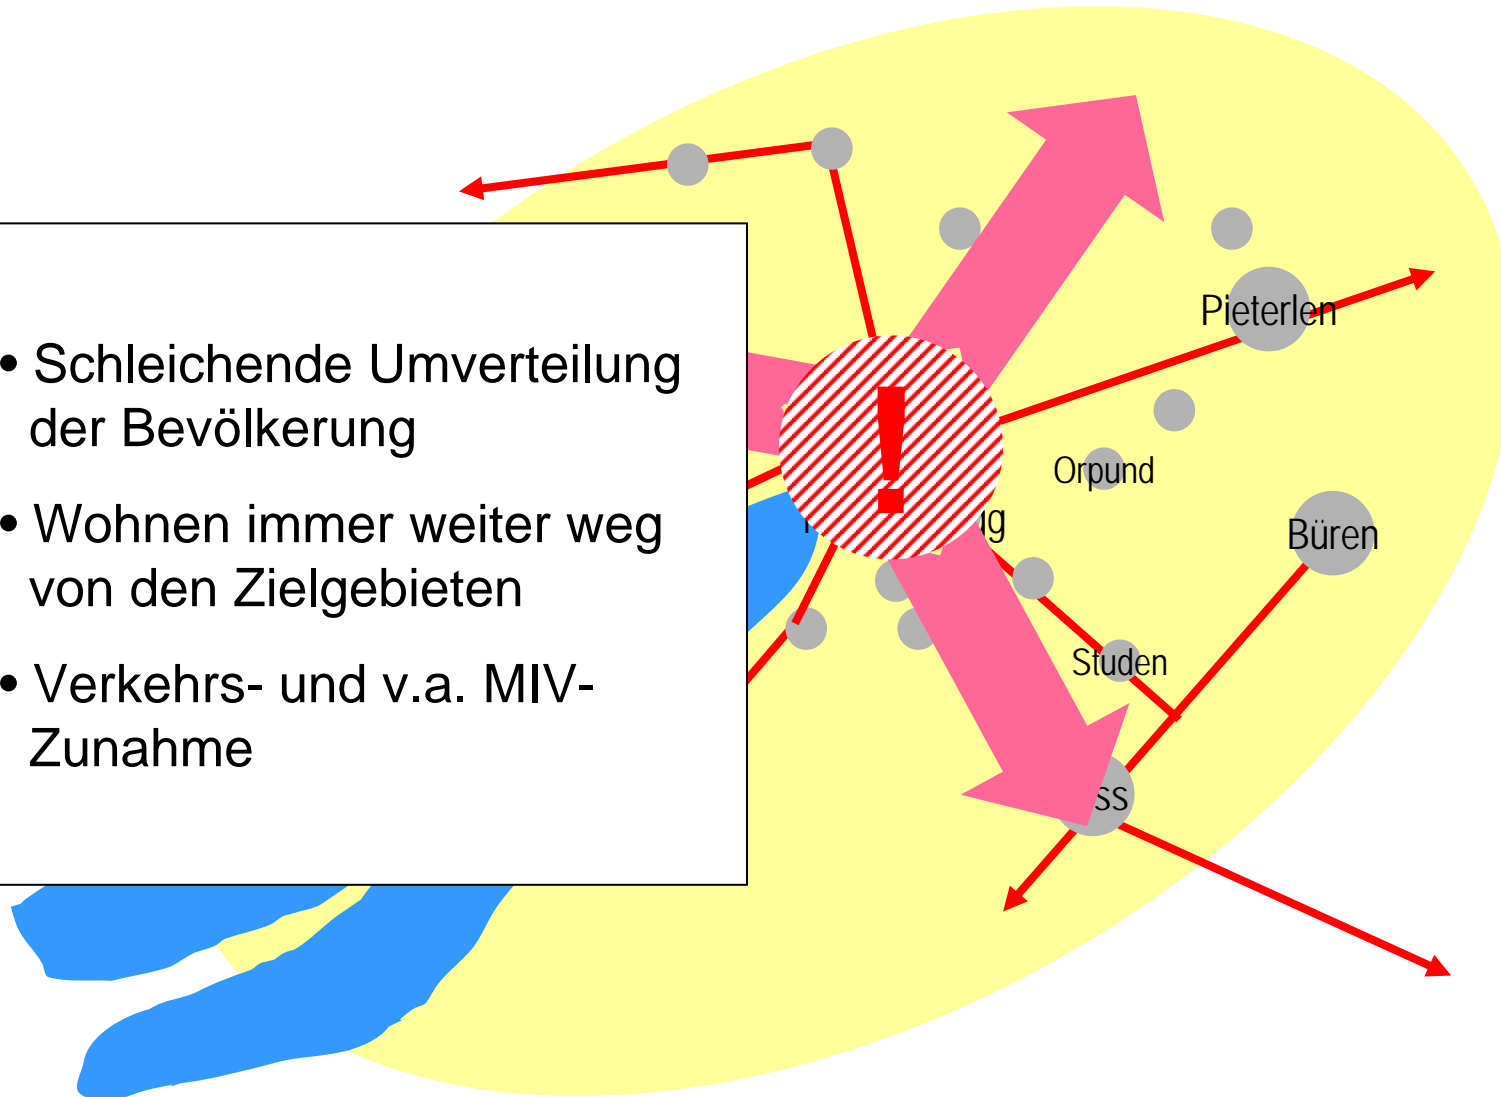 • Schleichende Umverteilung
der Bevölkerung
• Wohnen immer weiter weg
von den Zielgebieten
• Verkehrs- und v.a. MIV-
Zunahme
!
Pieterlen
Orpund
Büren
Studen